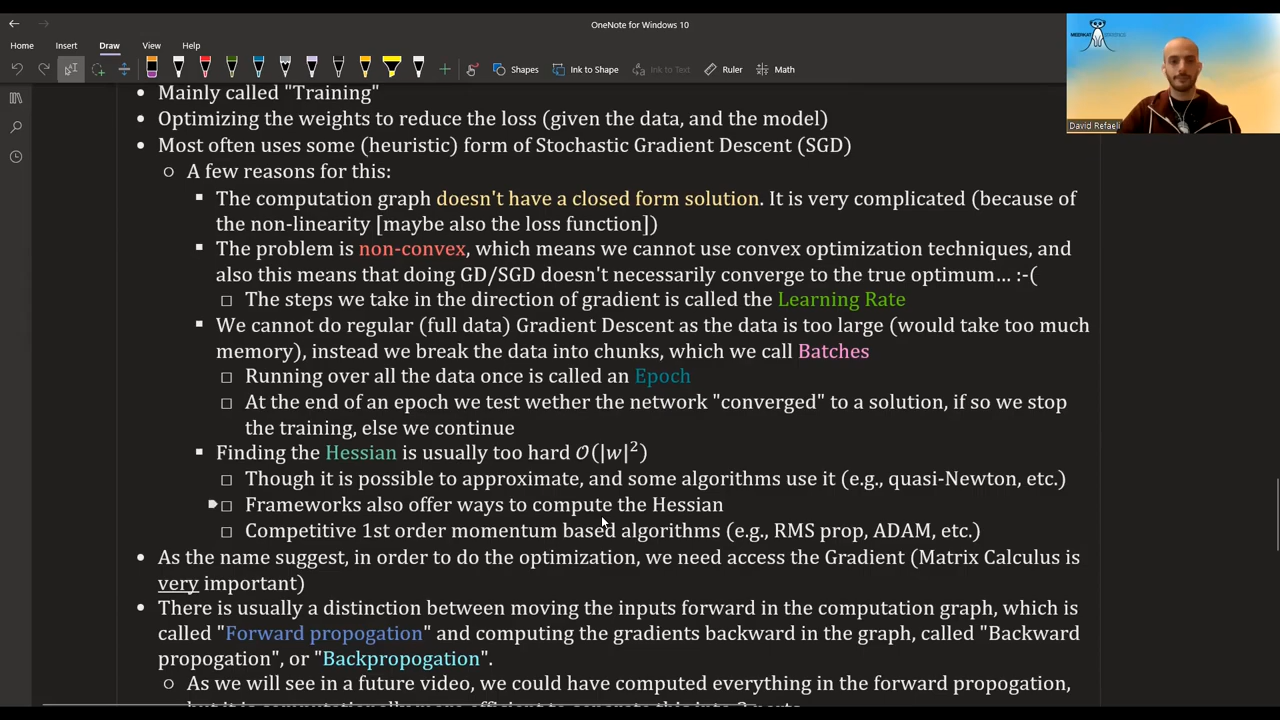 OneNote for Windows 10
Home Insert Draw View Help
Shapes Ink to Shape Ink to Text Ruler Math
MEERKAT
David Refaeli
• Mainly called "Training"
• Optimizing the weights to reduce the loss (given the data, and the model)
• Most often uses some (heuristic) form of Stochastic Gradient Descent (SGD)
○ A few reasons for this:
▪ The computation graph doesn't have a closed form solution. It is very complicated (because of
the non-linearity [maybe also the loss function])
▪ The problem is non-convex, which means we cannot use convex optimization techniques, and
also this means that doing GD/SGD doesn't necessarily converge to the true optimum… :-(
□ The steps we take in the direction of gradient is called the Learning Rate
▪ We cannot do regular (full data) Gradient Descent as the data is too large (would take too much
memory), instead we break the data into chunks, which we call Batches
□ Running over all the data once is called an Epoch
□ At the end of an epoch we test wether the network "converged" to a solution, if so we stop
the training, else we continue
▪ Finding the Hessian is usually too hard 𝒪(|w|²)
□ Though it is possible to approximate, and some algorithms use it (e.g., quasi-Newton, etc.)
□ Frameworks also offer ways to compute the Hessian
□ Competitive 1st order momentum based algorithms (e.g., RMS prop, ADAM, etc.)
• As the name suggest, in order to do the optimization, we need access the Gradient (Matrix Calculus is
very important)
• There is usually a distinction between moving the inputs forward in the computation graph, which is
called "Forward propogation" and computing the gradients backward in the graph, called "Backward
propogation", or "Backpropogation".
○ As we will see in a future video, we could have computed everything in the forward propogation,
but it is computationally more efficient to separate this into 2 parts